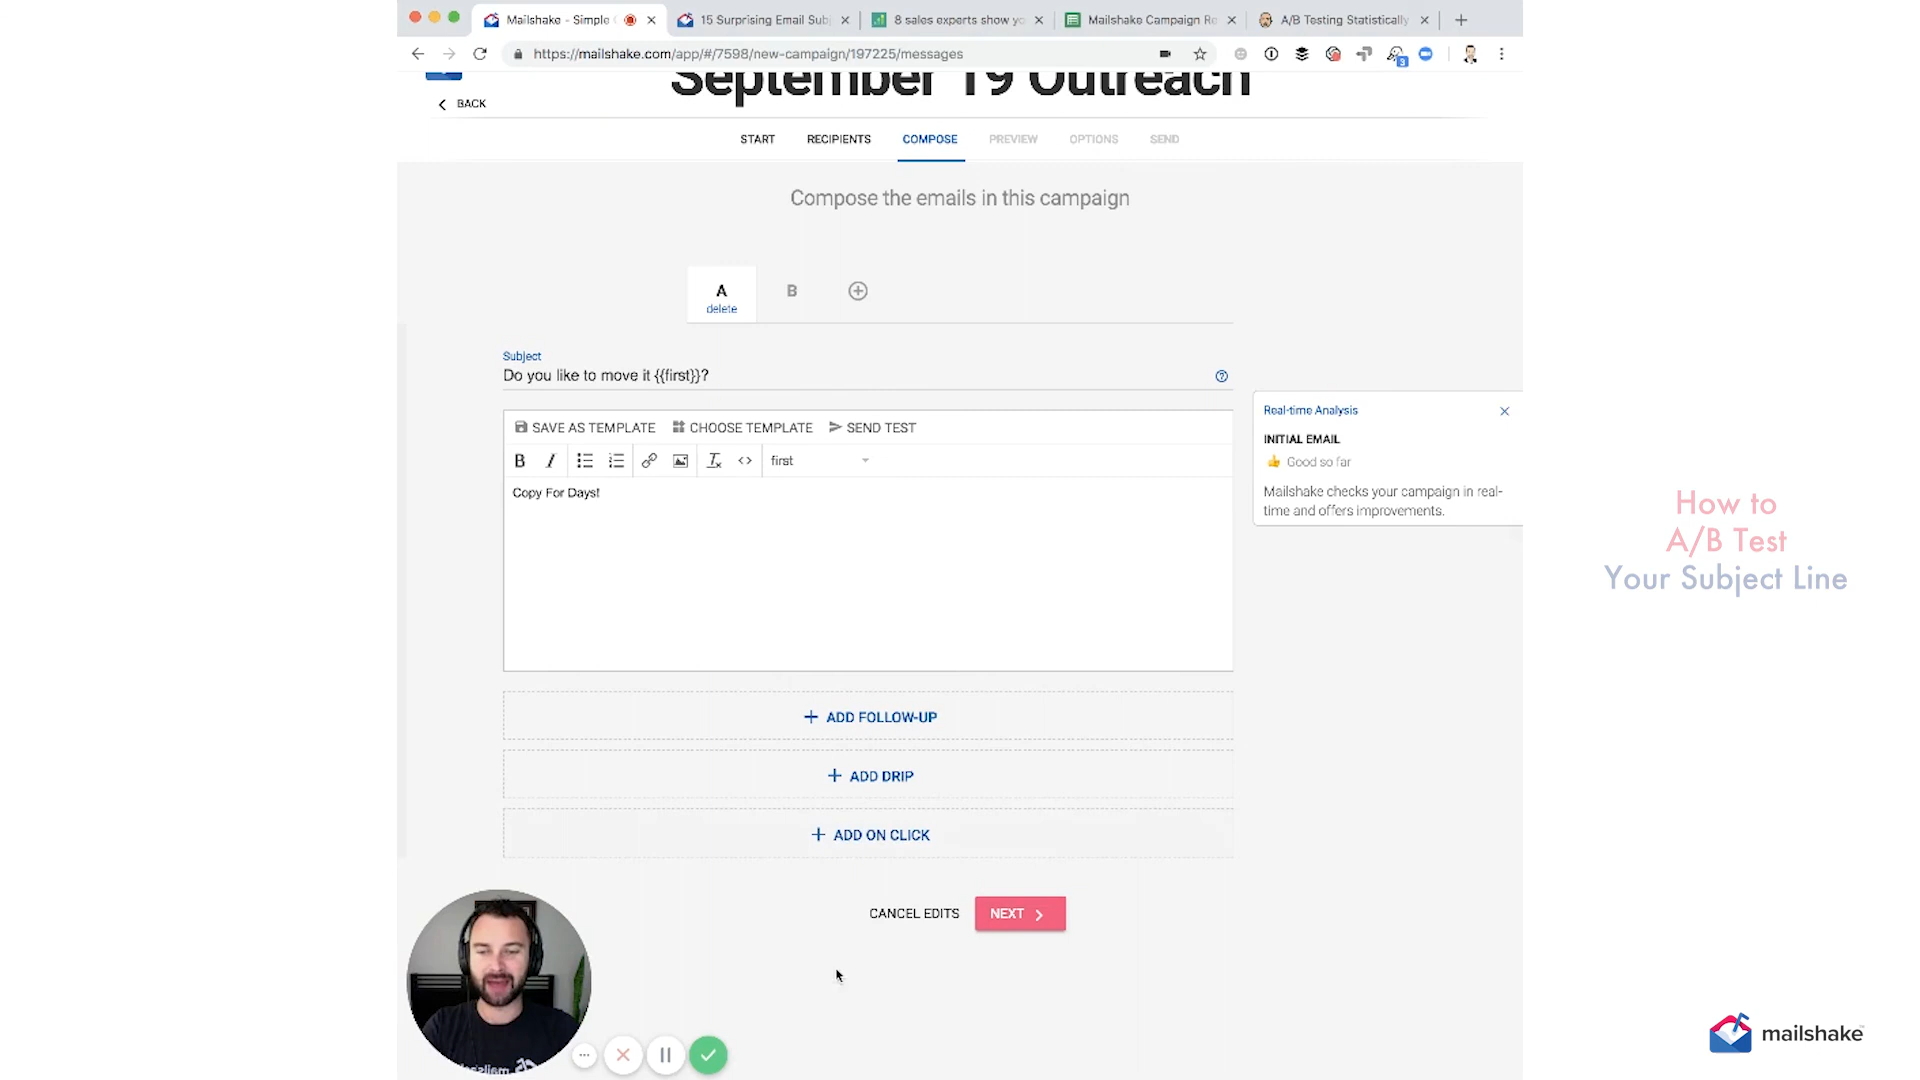 Mailshake - Simple
15 Surprising Email Sub
8 sales experts show yo
Mailshake Campaign Re
A/B Testing Statistically
https://mailshake.com/app/#/7598/new-campaign/197225/messages
3
September 19 Outreach
BACK
START RECIPIENTS COMPOSE PREVIEW OPTIONS SEND
Compose the emails in this campaign
A B
delete
Subject
Do you like to move it {{first}}?
SAVE AS TEMPLATE CHOOSE TEMPLATE SEND TEST
B I first
Copy For Days!
Real-time Analysis
INITIAL EMAIL
Good so far
Mailshake checks your campaign in real-
time and offers improvements.
ADD FOLLOW-UP
ADD DRIP
ADD ON CLICK
CANCEL EDITS NEXT
How to
A/B Test
Your Subject Line
mailshake